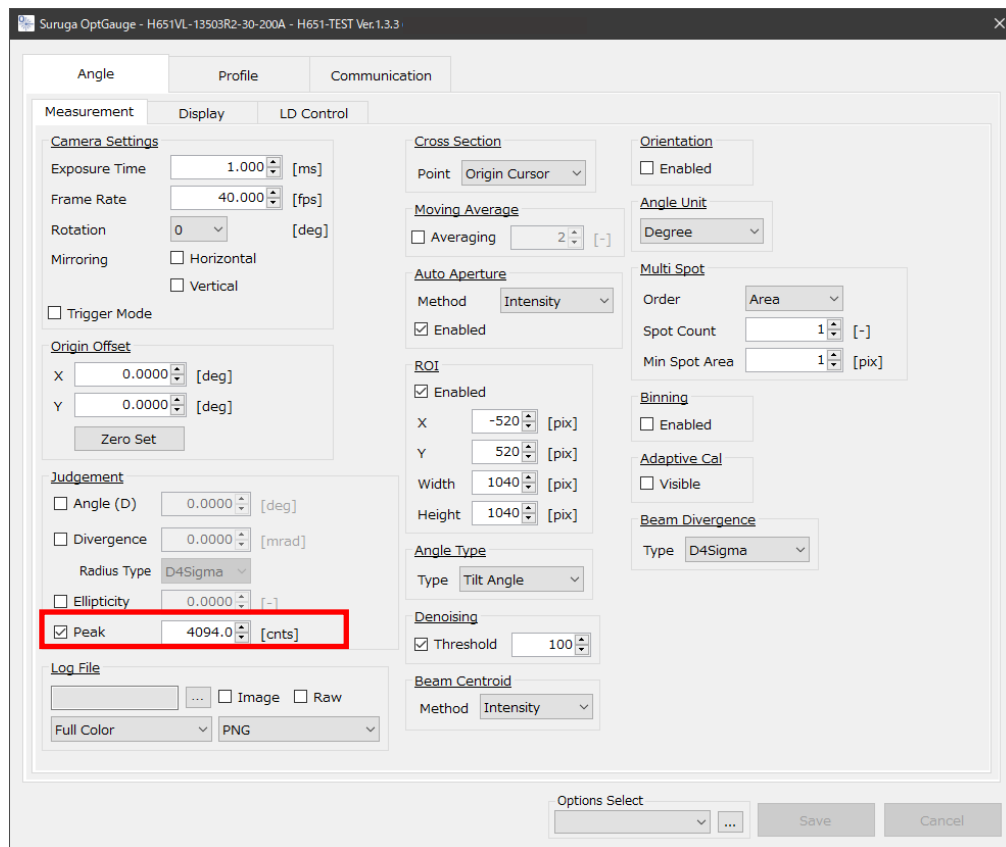 Suruga OptGauge - H651VL-13503R2-30-200A - H651-TEST Ver.1.3.3
Angle
Profile
Communication
Measurement
Display
LD Control
Camera Settings
Exposure Time 1.000 [ms]
Frame Rate 40.000 [fps]
Rotation 0 [deg]
Mirroring Horizontal
Vertical
Trigger Mode
Origin Offset
X 0.0000 [deg]
Y 0.0000 [deg]
Zero Set
Judgement
Angle (D) 0.0000 [deg]
Divergence 0.0000 [mrad]
Radius Type D4Sigma
Ellipticity 0.0000 [-]
Peak 4094.0 [cnts]
Log File
... Image Raw
Full Color PNG
Cross Section
Point Origin Cursor
Moving Average
Averaging 2 [-]
Auto Aperture
Method Intensity
Enabled
ROI
Enabled
X -520 [pix]
Y 520 [pix]
Width 1040 [pix]
Height 1040 [pix]
Angle Type
Type Tilt Angle
Denoising
Threshold 100
Beam Centroid
Method Intensity
Orientation
Enabled
Angle Unit
Degree
Multi Spot
Order Area
Spot Count 1 [-]
Min Spot Area 1 [pix]
Binning
Enabled
Adaptive Cal
Visible
Beam Divergence
Type D4Sigma
Options Select
...
Save
Cancel